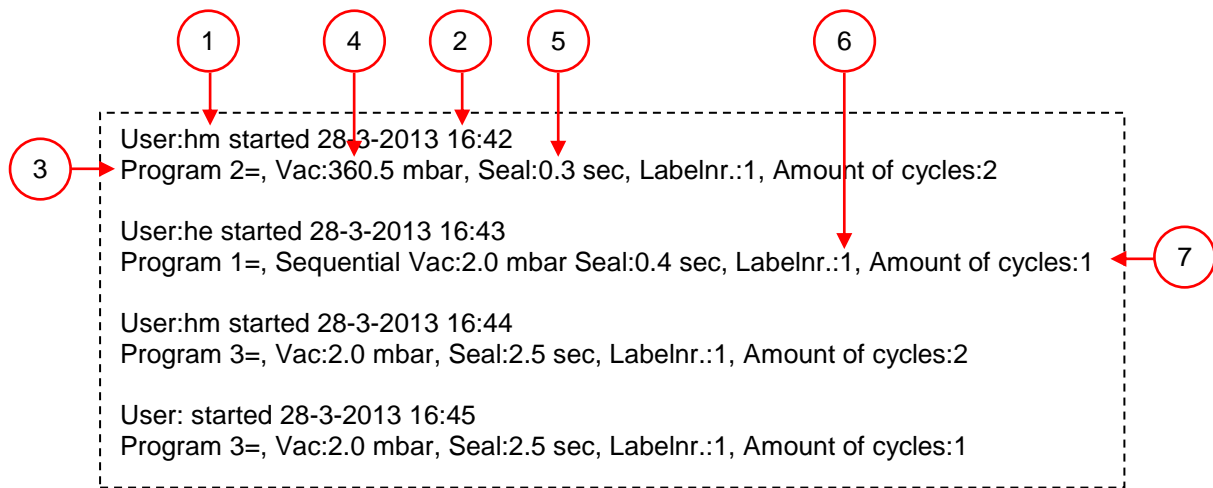 1 4 2 5 6
User:hm started 28-3-2013 16:42
3 Program 2=, Vac:360.5 mbar, Seal:0.3 sec, Labelnr.:1, Amount of cycles:2
User:he started 28-3-2013 16:43
Program 1=, Sequential Vac:2.0 mbar Seal:0.4 sec, Labelnr.:1, Amount of cycles:1 7
User:hm started 28-3-2013 16:44
Program 3=, Vac:2.0 mbar, Seal:2.5 sec, Labelnr.:1, Amount of cycles:2
User: started 28-3-2013 16:45
Program 3=, Vac:2.0 mbar, Seal:2.5 sec, Labelnr.:1, Amount of cycles:1